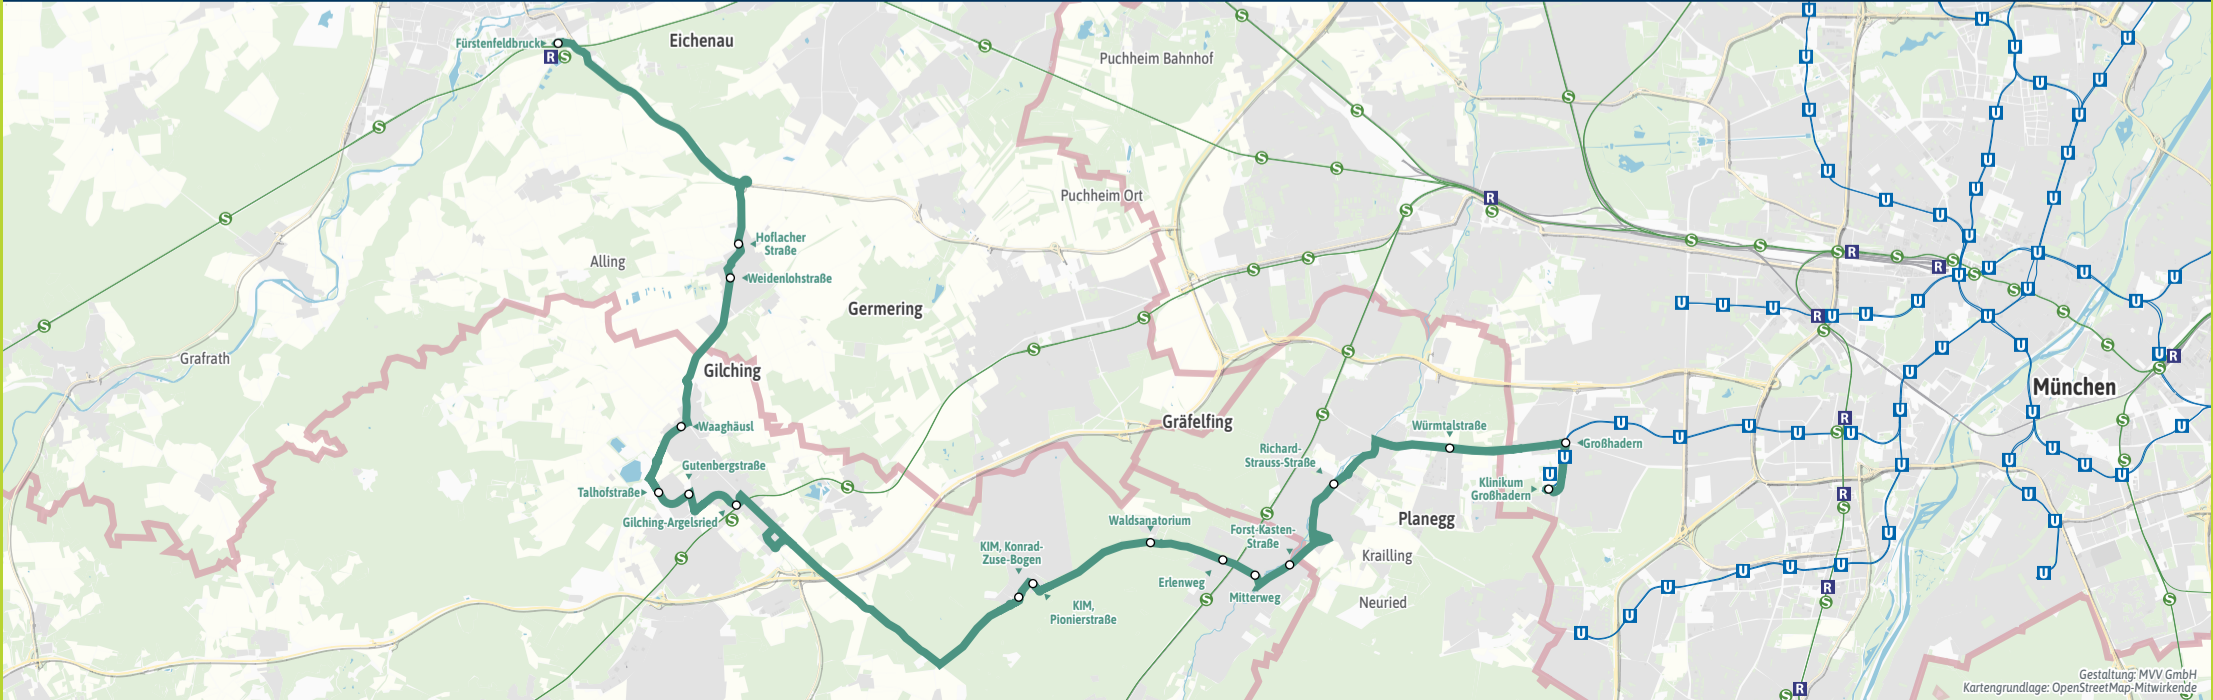 Fürstenfeldbruck
R S
Eichenau
Puchheim Bahnhof
Puchheim Ort
Hoflacher
Straße
Alling
Weidenlohstraße
Germering
Grafrath
Gilching
München
Waaghäusl
Gräfelfing
Würmtalstraße
Großhadern
Richard-
Strauss-Straße
Gutenbergstraße
Talhofstraße
Klinikum
Großhadern
Gilching-Argelsried
Waldsanatorium
Forst-Kasten-
Straße
Planegg
KIM, Konrad-
Zuse-Bogen
Krailling
Erlenweg
Mitterweg
Neuried
KIM,
Pionierstraße
Gestaltung: MVV GmbH
Kartengrundlage: OpenStreetMap-Mitwirkende